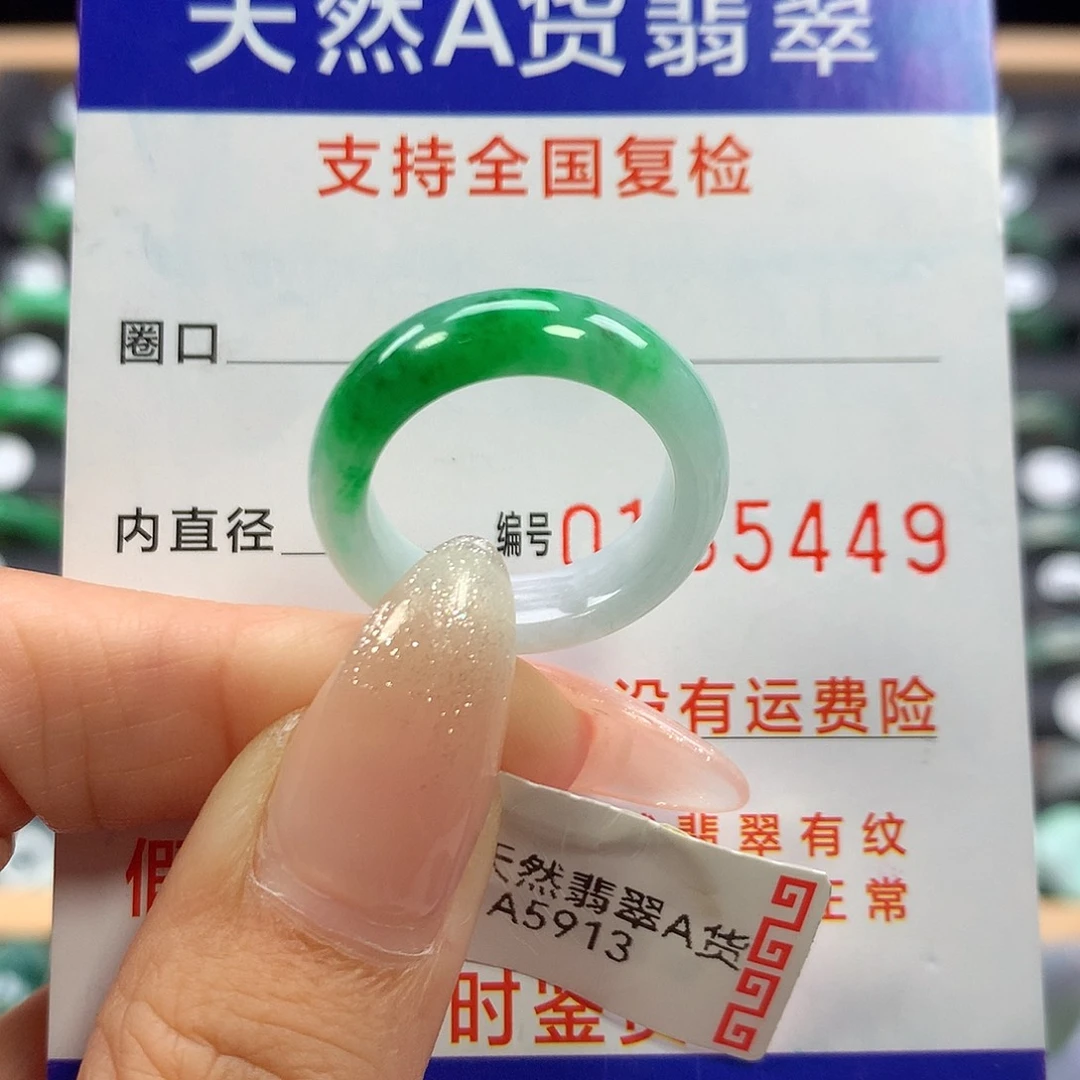 天然A货翡翠
支持全国复检
圈口
内直径
编号 0 5449
没有运费险
翡翠有纹
正常
天然翡翠A货
A5913
时鉴